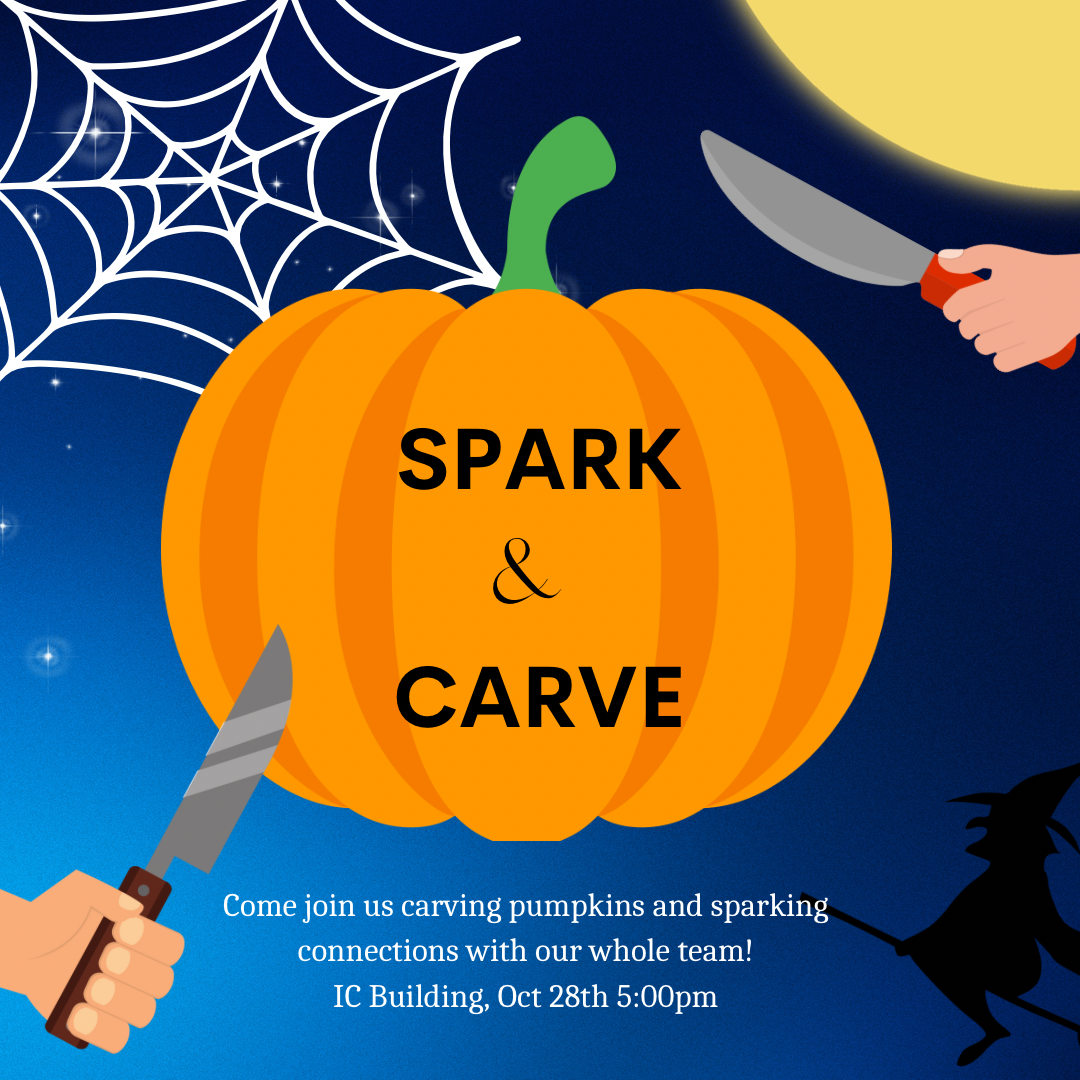 SPARK
&
CARVE
Come join us carving pumpkins and sparking
connections with our whole team!
IC Building, Oct 28th 5:00pm